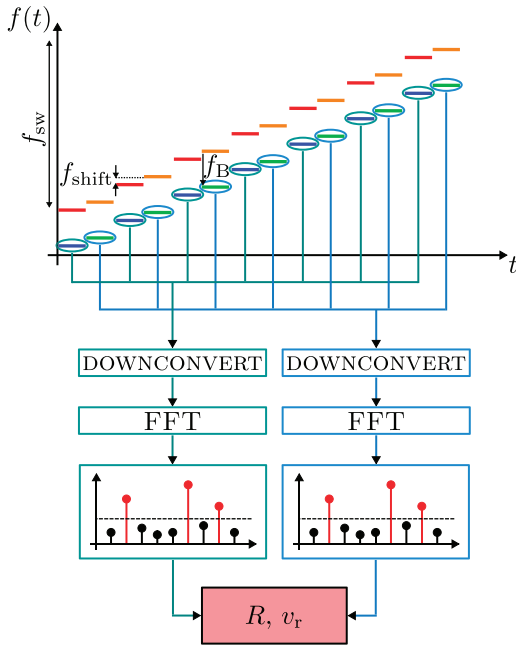 f(t)
f_sw
f_shift
f_B
t
DOWNCONVERT DOWNCONVERT
FFT FFT
R, v_r